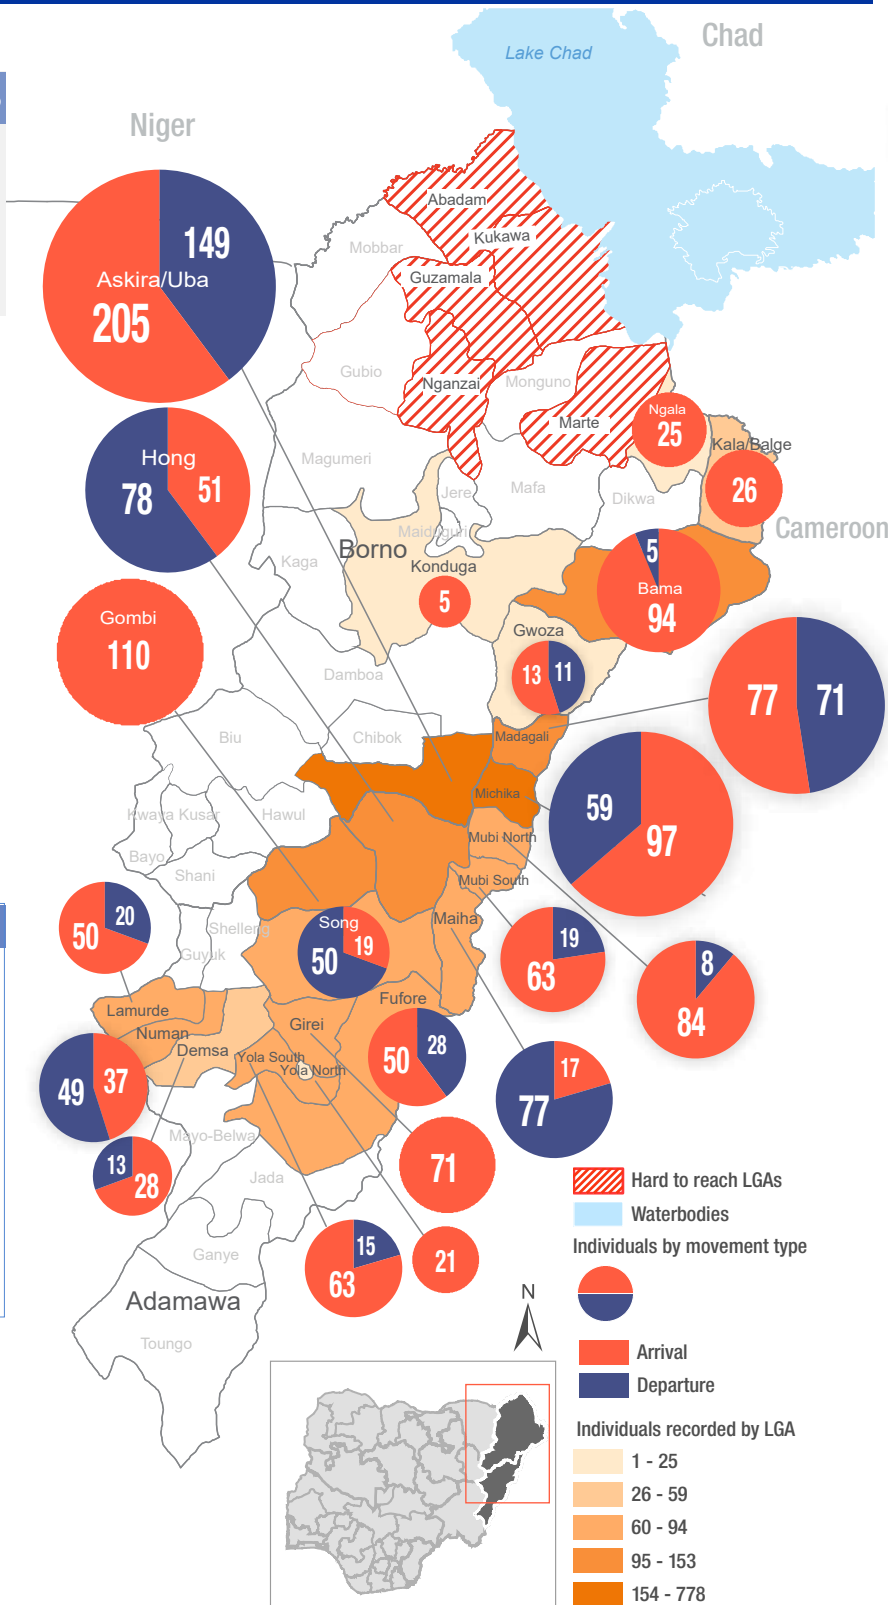 Chad
Lake Chad
Niger
Abadam
Kukawa
Mobbar
149
Askira/Uba
205
Guzamala
Gubio
Nganzai
Monguno
Marte
Ngala
25
Kala/Balge
26
Hong
78
51
Magumeri
Jere
Mafa
Dikwa
Cameroon
Maiduguri
Borno
Kaga
Konduga
5
5
Bama
94
Gombi
110
Gwoza
13
11
Damboa
77
71
Biu
Chibok
Madagali
Michika
59
97
Kwaya Kusar
Hawul
Mubi North
Bayo
Shani
Mubi South
50
20
Shelleng
Song
50
19
Maiha
19
63
Guyuk
8
84
Lamurde
Numan
Demsa
Fufore
Girei
Yola South
Yola North
50
28
49
37
17
77
Mayo-Belwa
13
28
Jada
71
Ganye
15
63
21
Adamawa
Toungo
N
Hard to reach LGAs
Waterbodies
Individuals by movement type
Arrival
Departure
Individuals recorded by LGA
1 - 25
26 - 59
60 - 94
95 - 153
154 - 778